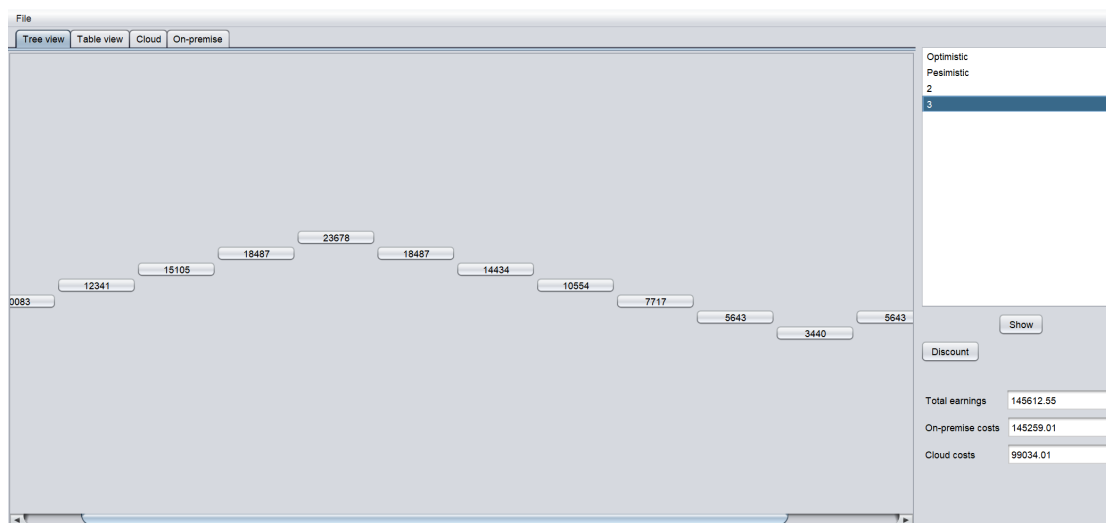 File
Tree view Table view Cloud On-premise
Optimistic
Pesimistic
2
3
23678
18487 18487
15105 14434
12341 10554
0083 7717
5643 5643
3440
Show
Discount
Total earnings 145612.55
On-premise costs 145259.01
Cloud costs 99034.01